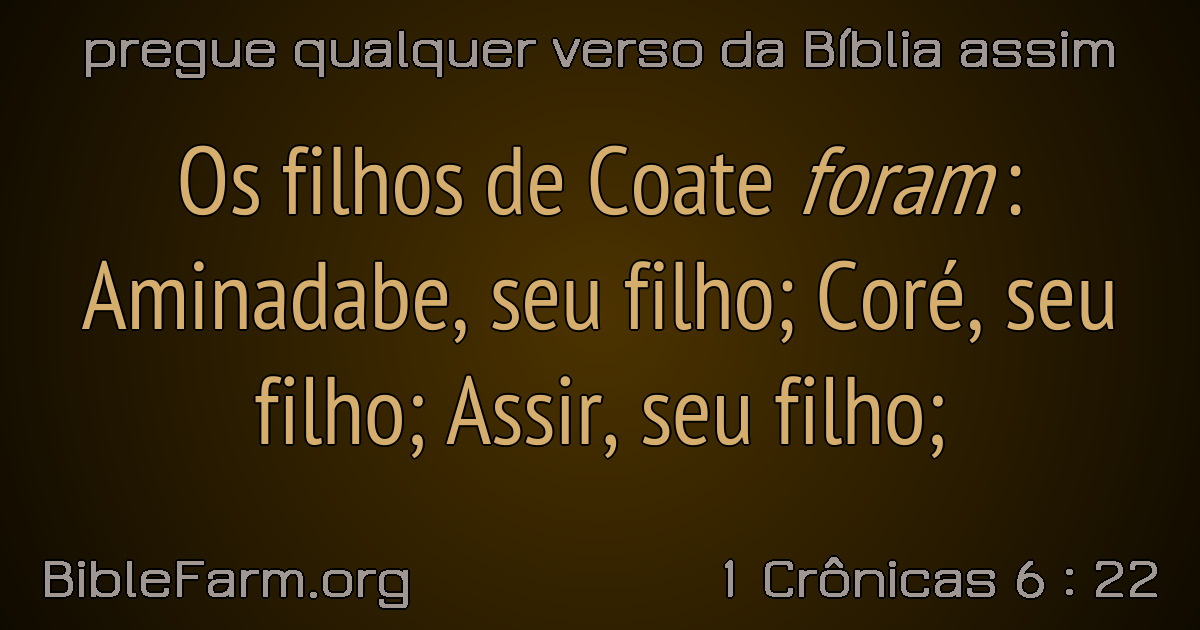 pregue qualquer verso da Bíblia assim
Os filhos de Coate foram:
Aminadabe, seu filho; Coré, seu
filho; Assir, seu filho;
BibleFarm.org
1 Crônicas 6 : 22